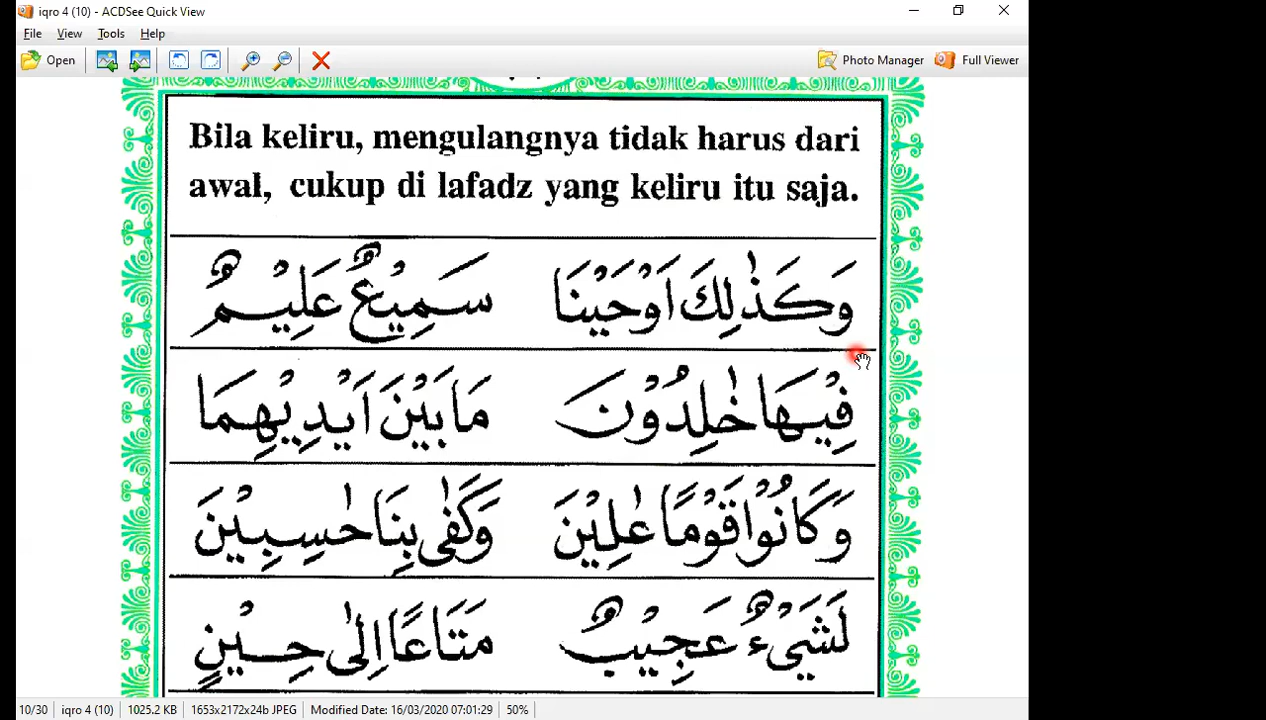 iqro 4 (10) - ACDSee Quick View
File View Tools Help
Open Photo Manager Full Viewer
Bila keliru, mengulangnya tidak harus dari
awal, cukup di lafadz yang keliru itu saja.
وَكَذٰلِكَ اَوْحَيْنَا سَمِيْعٌ عَلِيْمٌ
فِيْهَا خٰلِدُوْنَ مَا بَيْنَ اَيْدِيْهِمَا
وَكَانُوْا قَوْمًا عٰلِيْنَ وَكَفٰى بِنَا حٰسِبِيْنَ
لَشَيْءٌ عَجِيْبٌ مَتَاعًا اِلٰى حِيْنٍ
10/30 iqro 4 (10) 1025.2 KB 1653x2172x24b JPEG Modified Date: 16/03/2020 07:01:29 50%